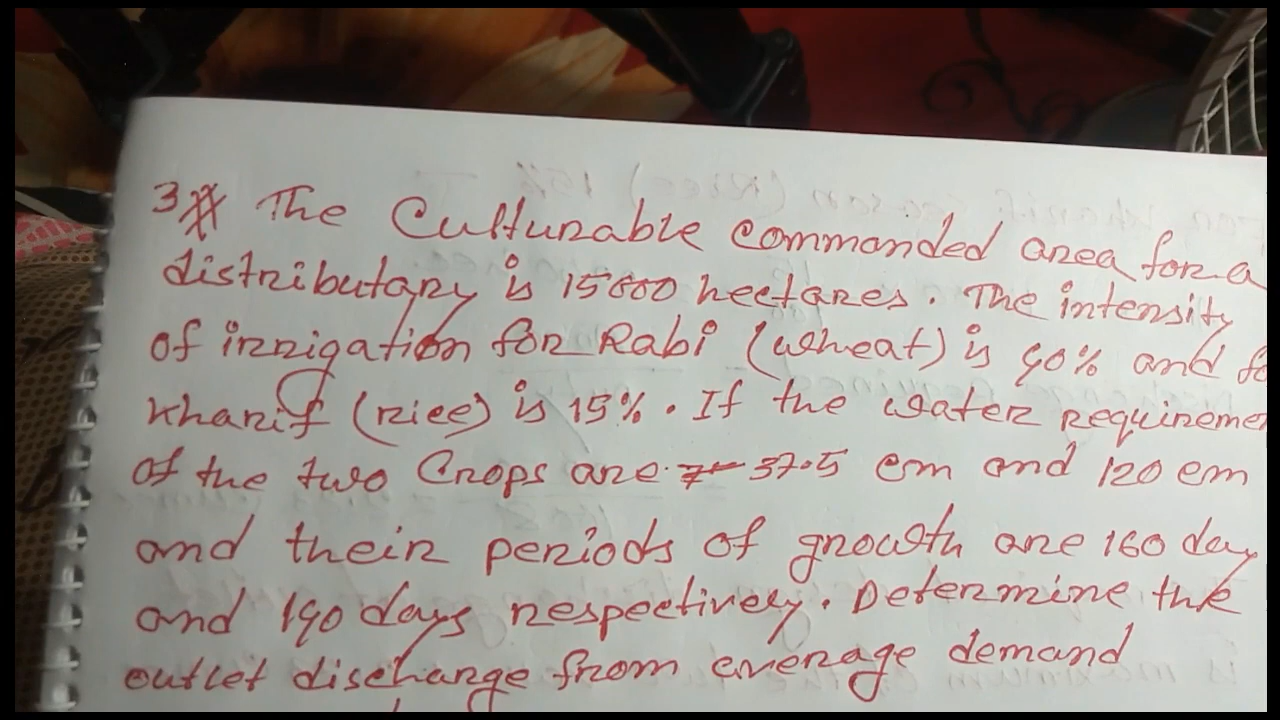 3# The Culturable commanded area for a
distributary is 15000 hectares. The intensity
of irrigation for Rabi (wheat) is 40% and fo
kharif (rice) is 15%. If the water requiremen
of the two Crops are 37.5 cm and 120 cm
and their periods of growth are 160 day
and 140 days respectively. Determine the
outlet discharge from average demand